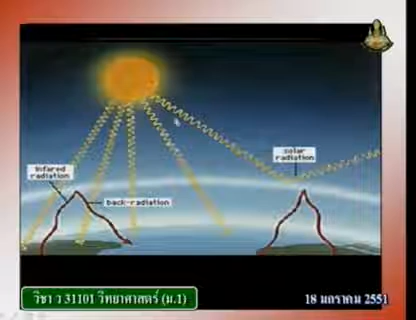 solar
radiation
infrared
radiation
back-radiation
วิชา ว 31101 วิทยาศาสตร์ (ม.1)
18 มกราคม 2551